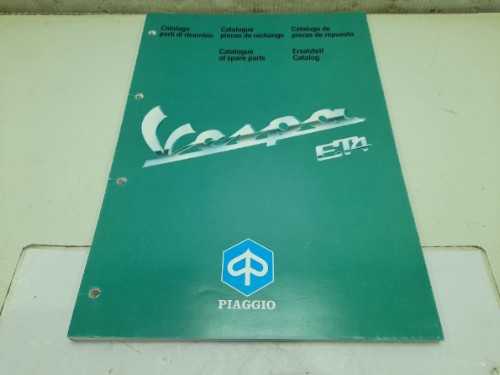 Catalogo
parti di ricambio
Catalogue
pièces de rechange
Catálogo de
piezas de repuesto
Catalogue
of spare parts
Ersatzteil
Catalog
Vespa
ET4
PIAGGIO